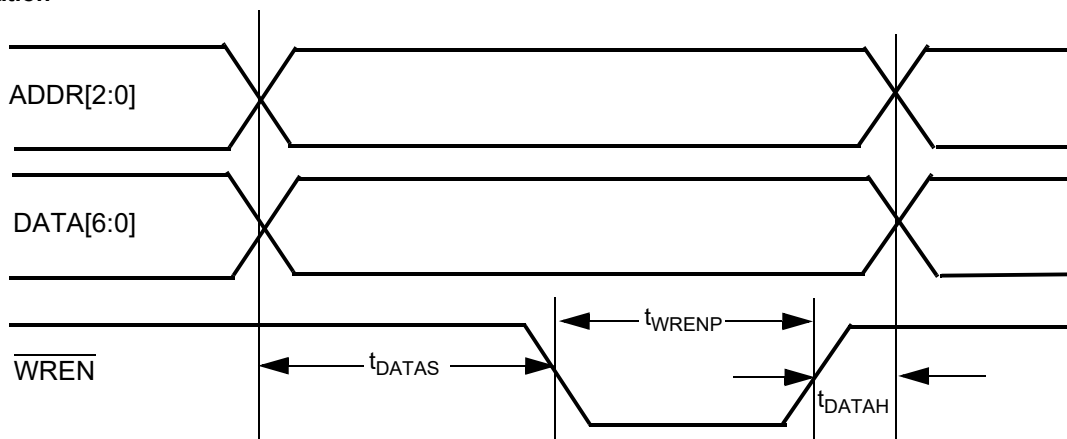 ADDR[2:0]
DATA[6:0]
tWRENP
WREN
tDATAS
tDATAH